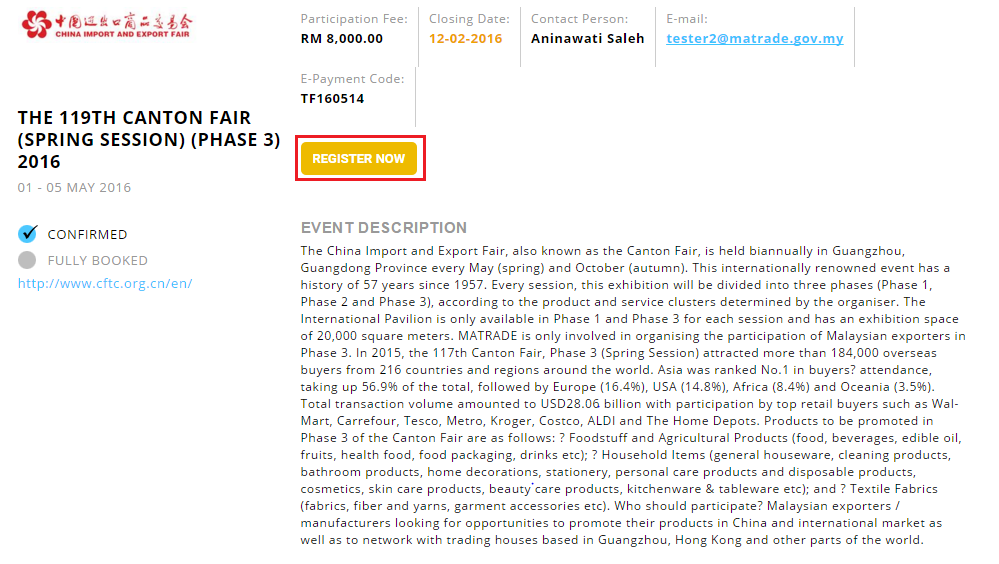 中国进出口商品交易会
CHINA IMPORT AND EXPORT FAIR
THE 119TH CANTON FAIR
(SPRING SESSION) (PHASE 3)
2016
01 - 05 MAY 2016
CONFIRMED
FULLY BOOKED
http://www.cftc.org.cn/en/
Participation Fee:
RM 8,000.00
Closing Date:
12-02-2016
Contact Person:
Aninawati Saleh
E-mail:
tester2@matrade.gov.my
E-Payment Code:
TF160514
REGISTER NOW
EVENT DESCRIPTION
The China Import and Export Fair, also known as the Canton Fair, is held biannually in Guangzhou,
Guangdong Province every May (spring) and October (autumn). This internationally renowned event has a
history of 57 years since 1957. Every session, this exhibition will be divided into three phases (Phase 1,
Phase 2 and Phase 3), according to the product and service clusters determined by the organiser. The
International Pavilion is only available in Phase 1 and Phase 3 for each session and has an exhibition space
of 20,000 square meters. MATRADE is only involved in organising the participation of Malaysian exporters in
Phase 3. In 2015, the 117th Canton Fair, Phase 3 (Spring Session) attracted more than 184,000 overseas
buyers from 216 countries and regions around the world. Asia was ranked No.1 in buyers? attendance,
taking up 56.9% of the total, followed by Europe (16.4%), USA (14.8%), Africa (8.4%) and Oceania (3.5%).
Total transaction volume amounted to USD28.06 billion with participation by top retail buyers such as Wal-
Mart, Carrefour, Tesco, Metro, Kroger, Costco, ALDI and The Home Depots. Products to be promoted in
Phase 3 of the Canton Fair are as follows: ? Foodstuff and Agricultural Products (food, beverages, edible oil,
fruits, health food, food packaging, drinks etc); ? Household Items (general houseware, cleaning products,
bathroom products, home decorations, stationery, personal care products and disposable products,
cosmetics, skin care products, beauty care products, kitchenware & tableware etc); and ? Textile Fabrics
(fabrics, fiber and yarns, garment accessories etc). Who should participate? Malaysian exporters /
manufacturers looking for opportunities to promote their products in China and international market as
well as to network with trading houses based in Guangzhou, Hong Kong and other parts of the world.